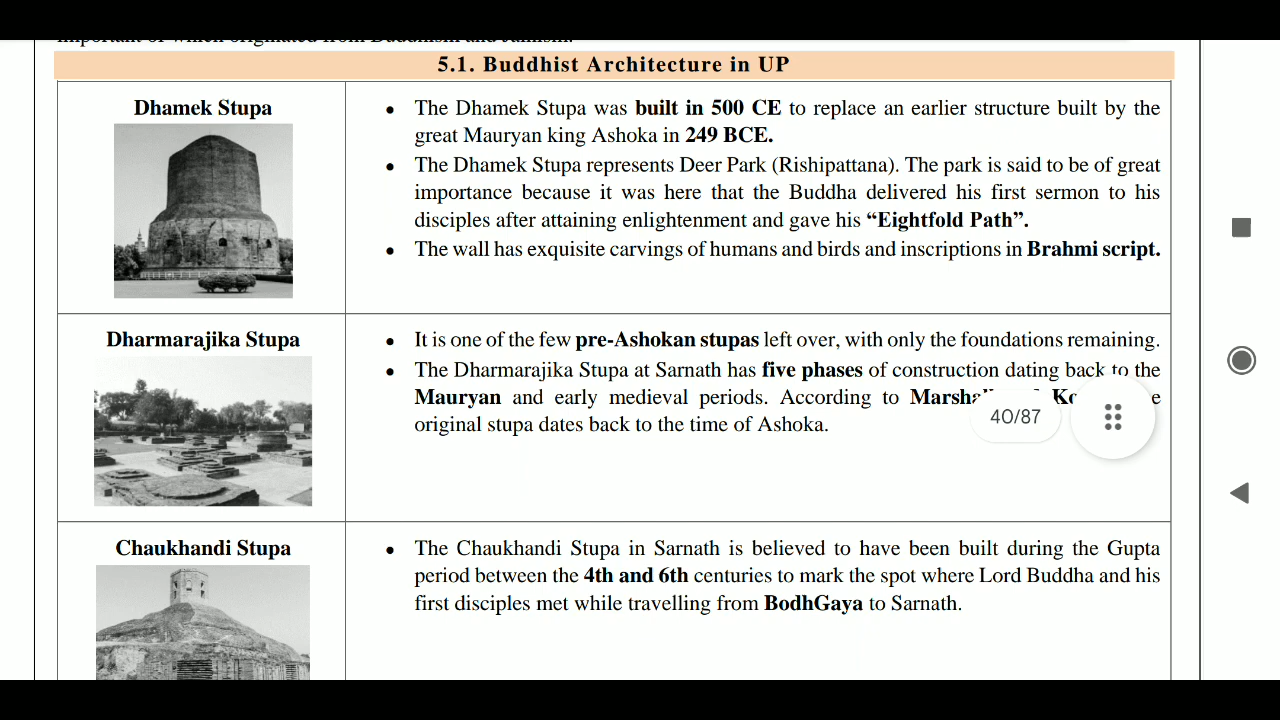 5.1. Buddhist Architecture in UP
Dhamek Stupa
• The Dhamek Stupa was built in 500 CE to replace an earlier structure built by the
great Mauryan king Ashoka in 249 BCE.
• The Dhamek Stupa represents Deer Park (Rishipattana). The park is said to be of great
importance because it was here that the Buddha delivered his first sermon to his
disciples after attaining enlightenment and gave his “Eightfold Path”.
• The wall has exquisite carvings of humans and birds and inscriptions in Brahmi script.
Dharmarajika Stupa
• It is one of the few pre-Ashokan stupas left over, with only the foundations remaining.
• The Dharmarajika Stupa at Sarnath has five phases of construction dating back to the
Mauryan and early medieval periods. According to
original stupa dates back to the time of Ashoka.
40/87
Chaukhandi Stupa
• The Chaukhandi Stupa in Sarnath is believed to have been built during the Gupta
period between the 4th and 6th centuries to mark the spot where Lord Buddha and his
first disciples met while travelling from BodhGaya to Sarnath.